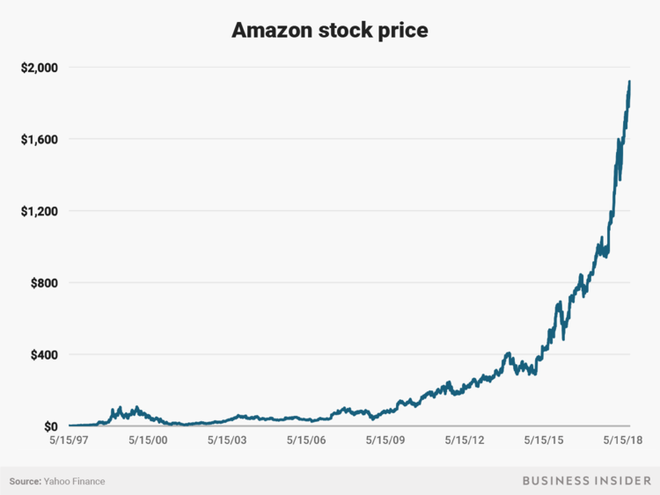 Amazon stock price
$2,000
$1,600
$1,200
$800
$400
$0
5/15/97 5/15/00 5/15/03 5/15/06 5/15/09 5/15/12 5/15/15 5/15/18
Source: Yahoo Finance BUSINESS INSIDER